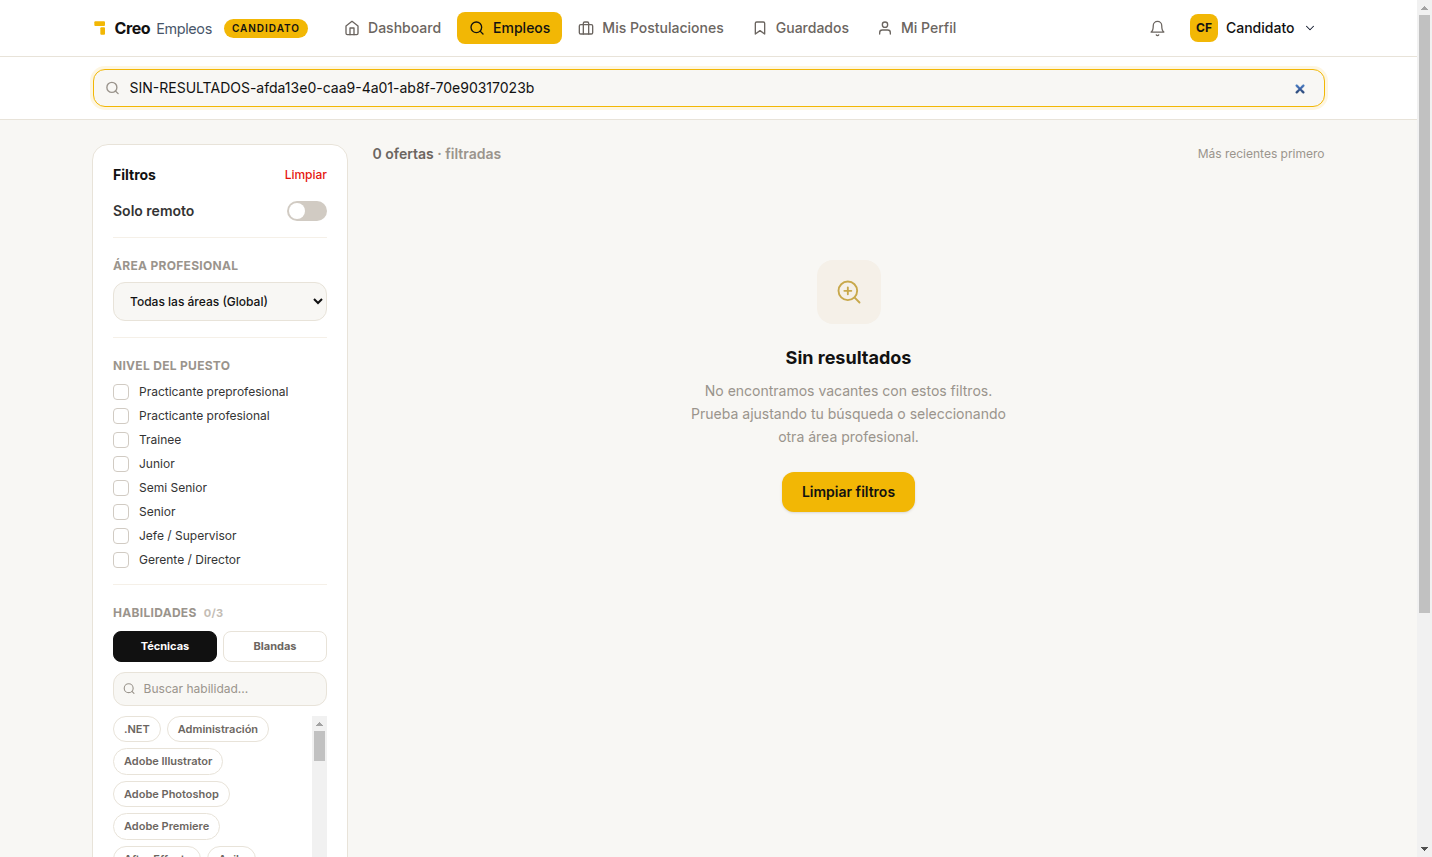 Creo Empleos CANDIDATO Dashboard Empleos Mis Postulaciones Guardados Mi Perfil CF Candidato
SIN-RESULTADOS-afda13e0-caa9-4a01-ab8f-70e90317023b
Filtros Limpiar
Solo remoto
ÁREA PROFESIONAL
Todas las áreas (Global)
NIVEL DEL PUESTO
Practicante preprofesional
Practicante profesional
Trainee
Junior
Semi Senior
Senior
Jefe / Supervisor
Gerente / Director
HABILIDADES 0/3
Técnicas Blandas
Buscar habilidad...
.NET Administración
Adobe Illustrator
Adobe Photoshop
Adobe Premiere
0 ofertas · filtradas Más recientes primero
Sin resultados
No encontramos vacantes con estos filtros.
Prueba ajustando tu búsqueda o seleccionando
otra área profesional.
Limpiar filtros